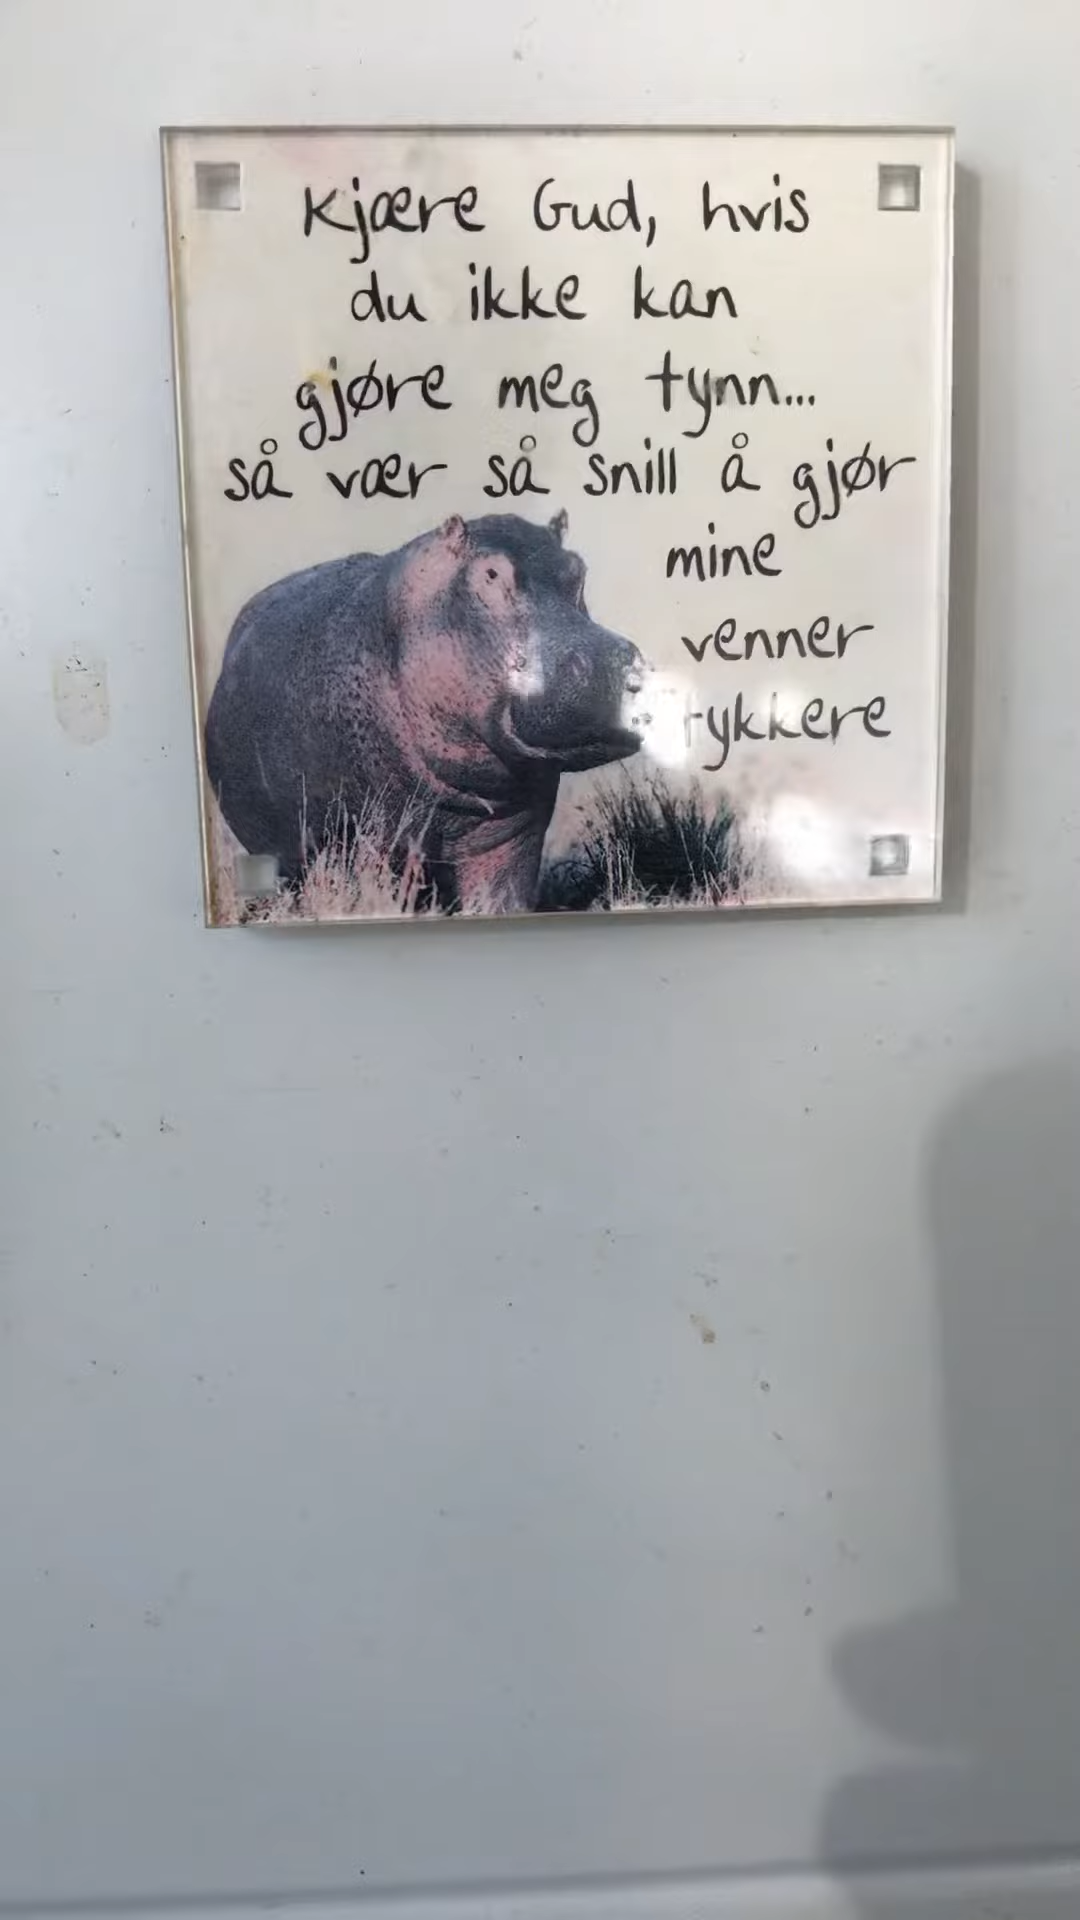 Kjære Gud, hvis
du ikke kan
gjøre meg tynn...
så vær så snill å gjør
mine
venner
tykkere